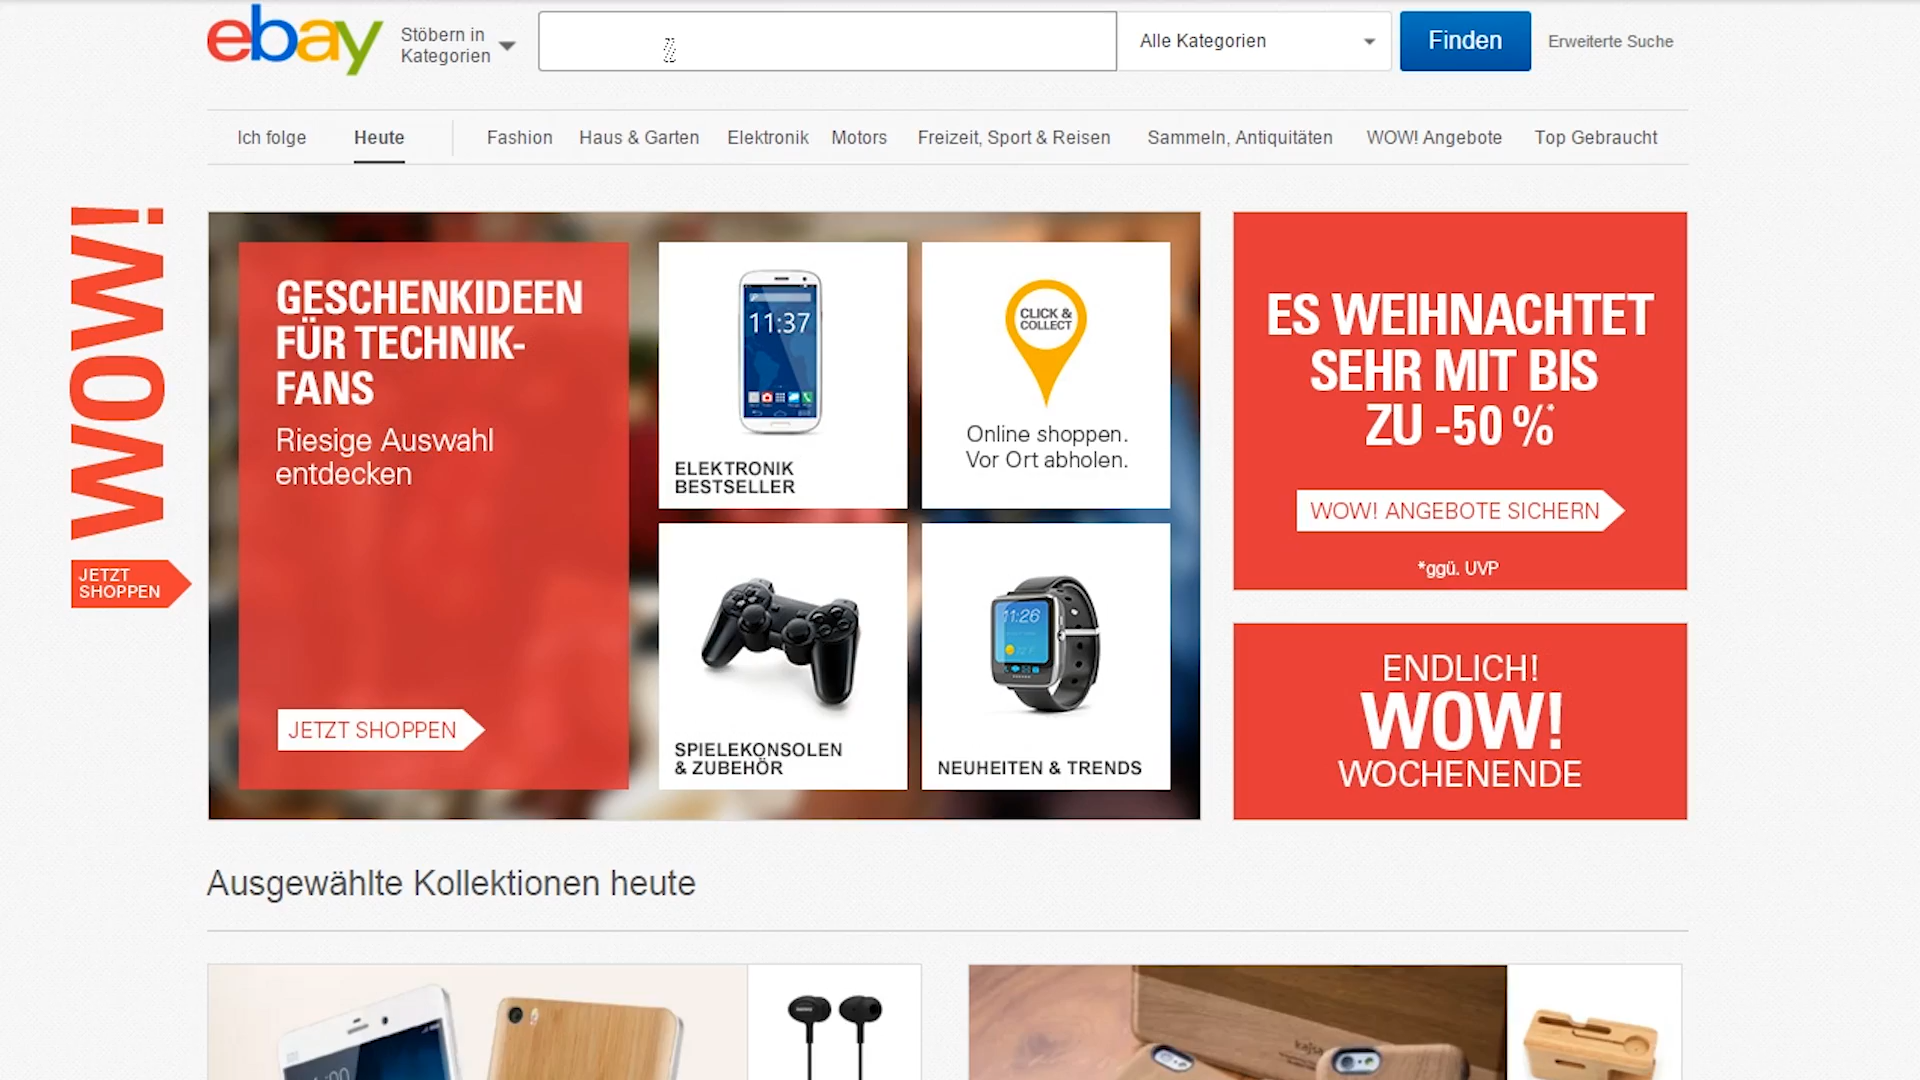 ebay
Stöbern in
Kategorien
Alle Kategorien
Finden
Erweiterte Suche
Ich folge
Heute
Fashion
Haus & Garten
Elektronik
Motors
Freizeit, Sport & Reisen
Sammeln, Antiquitäten
WOW! Angebote
Top Gebraucht
WOW!
JETZT
SHOPPEN
GESCHENKIDEEN
FÜR TECHNIK-
FANS
Riesige Auswahl
entdecken
JETZT SHOPPEN
11:37
ELEKTRONIK
BESTSELLER
CLICK &
COLLECT
Online shoppen.
Vor Ort abholen.
SPIELEKONSOLEN
& ZUBEHÖR
11:26
NEUHEITEN & TRENDS
ES WEIHNACHTET
SEHR MIT BIS
ZU -50 %*
WOW! ANGEBOTE SICHERN
*ggü. UVP
ENDLICH!
WOW!
WOCHENENDE
Ausgewählte Kollektionen heute
kajsa